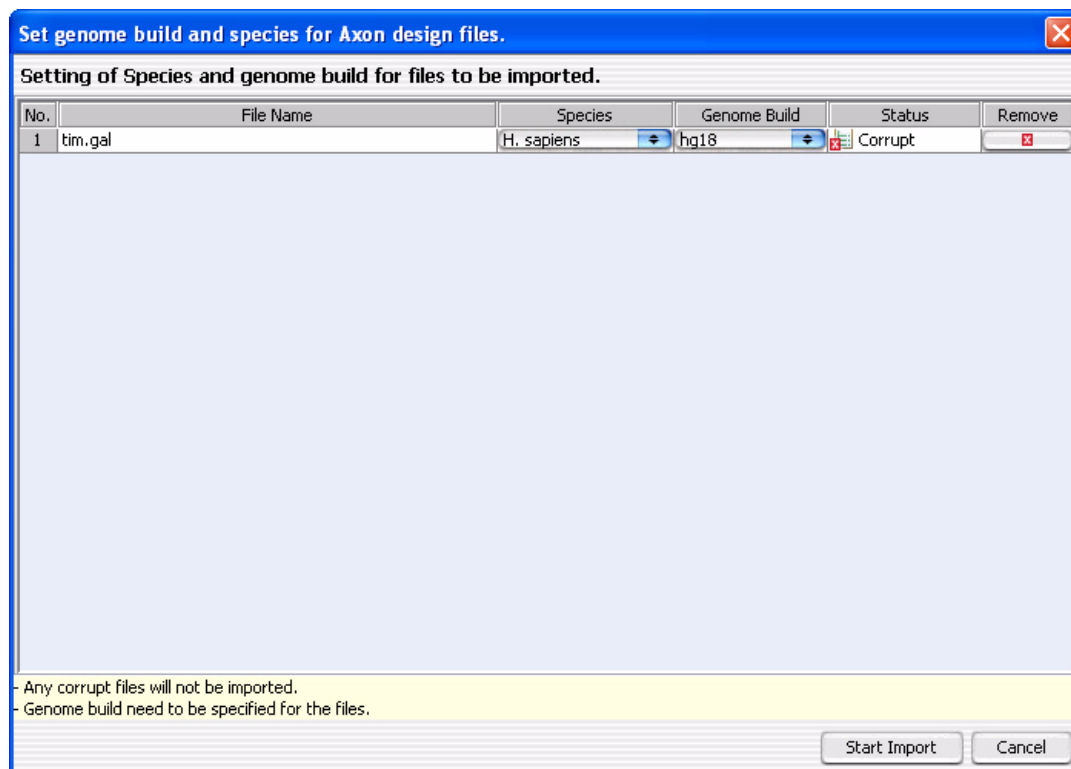 Set genome build and species for Axon design files.
Setting of Species and genome build for files to be imported.
No. File Name Species Genome Build Status Remove
1 tim.gal H. sapiens hg18 Corrupt
- Any corrupt files will not be imported.
- Genome build need to be specified for the files.
Start Import Cancel